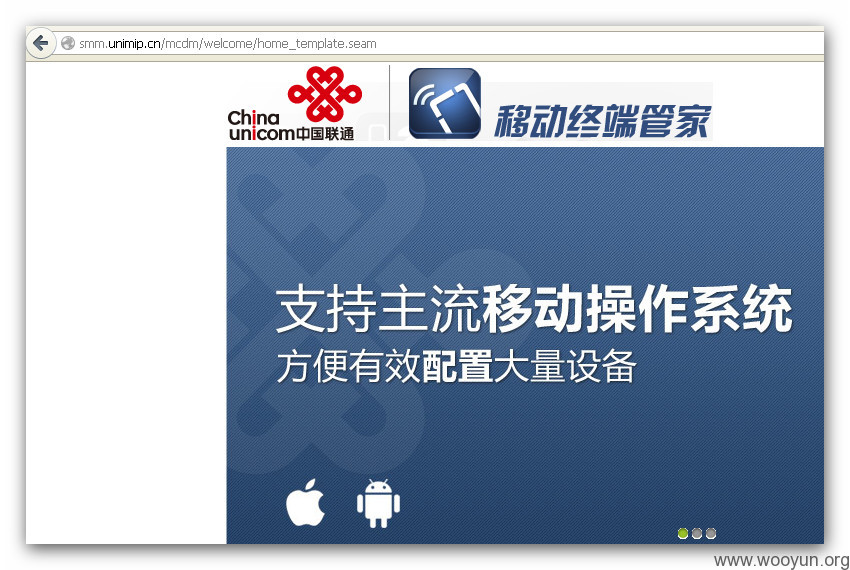 smm.unimip.cn/mcdm/welcome/home_template.seam
China
unicom中国联通
移动终端管家
支持主流移动操作系统
方便有效配置大量设备
www.wooyun.org